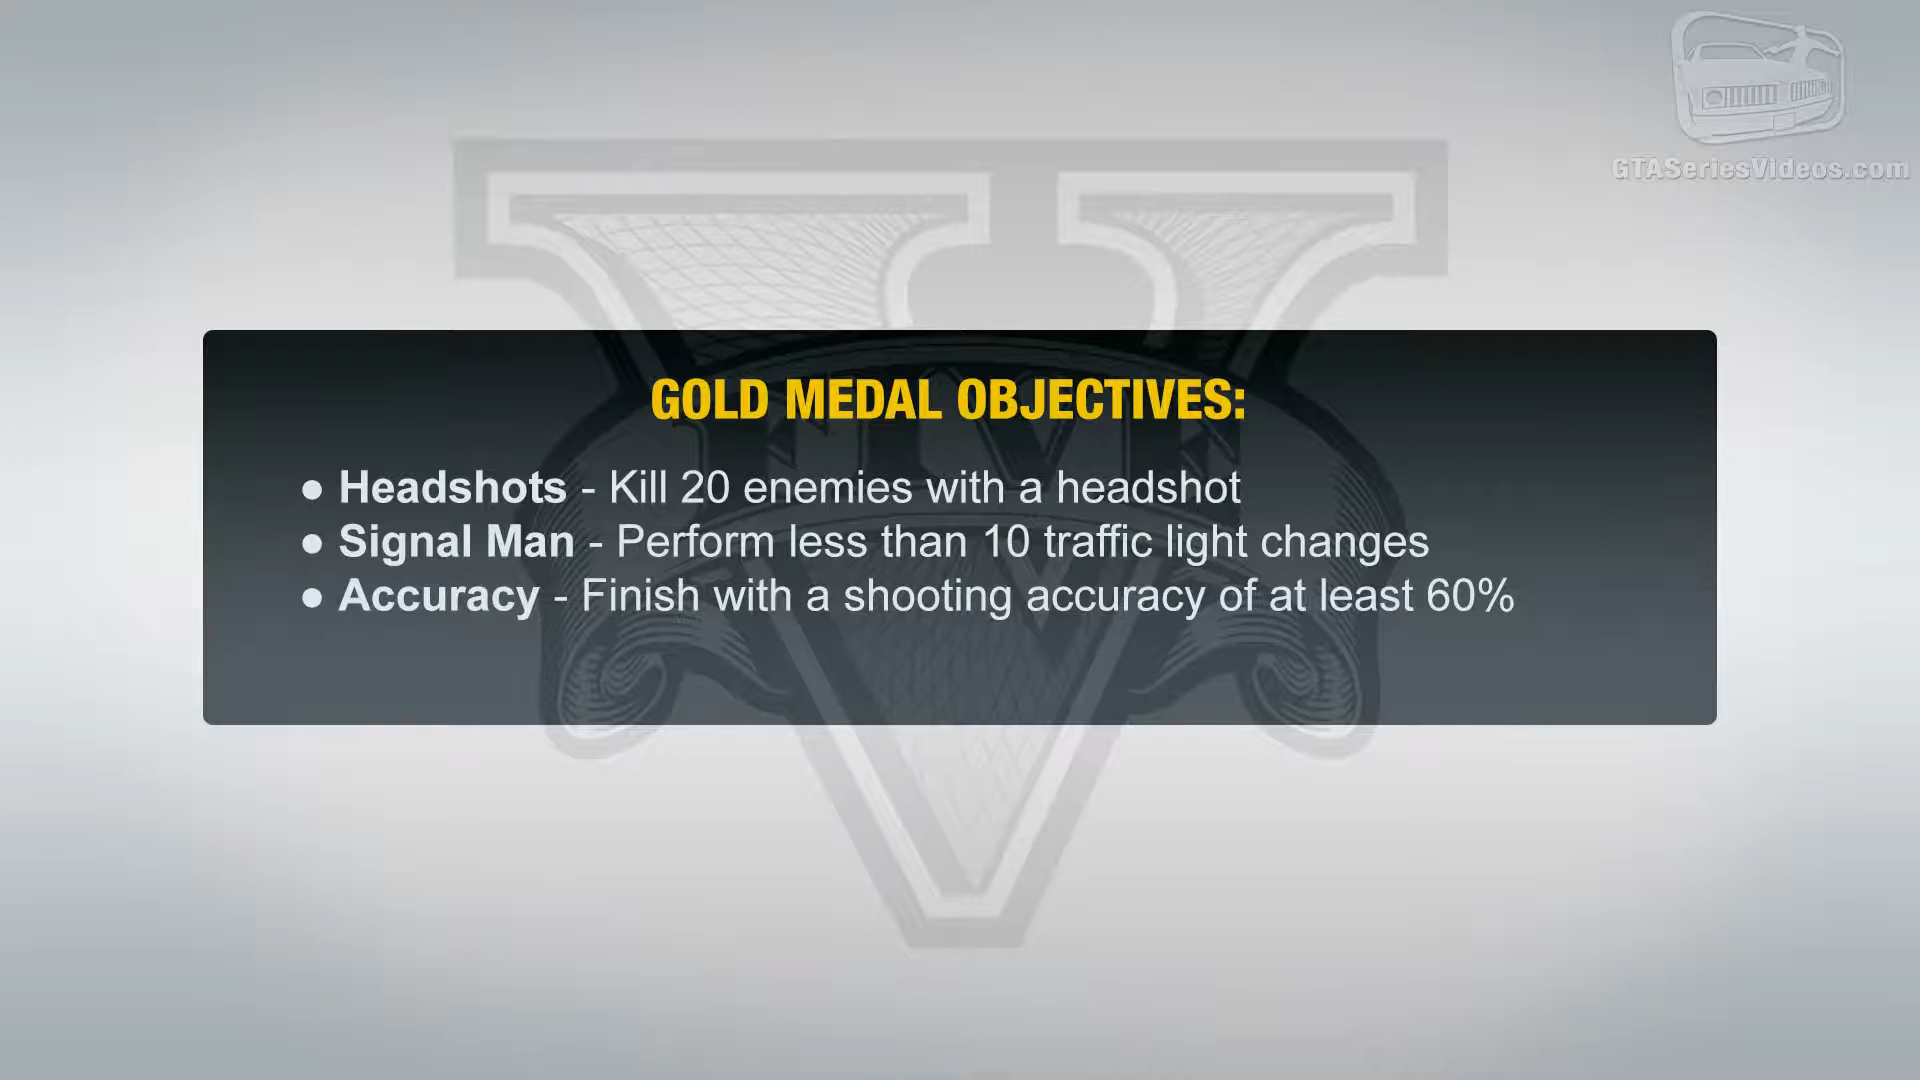 GTASeriesVideos.com
GOLD MEDAL OBJECTIVES:
● Headshots - Kill 20 enemies with a headshot
● Signal Man - Perform less than 10 traffic light changes
● Accuracy - Finish with a shooting accuracy of at least 60%
V
FIVE